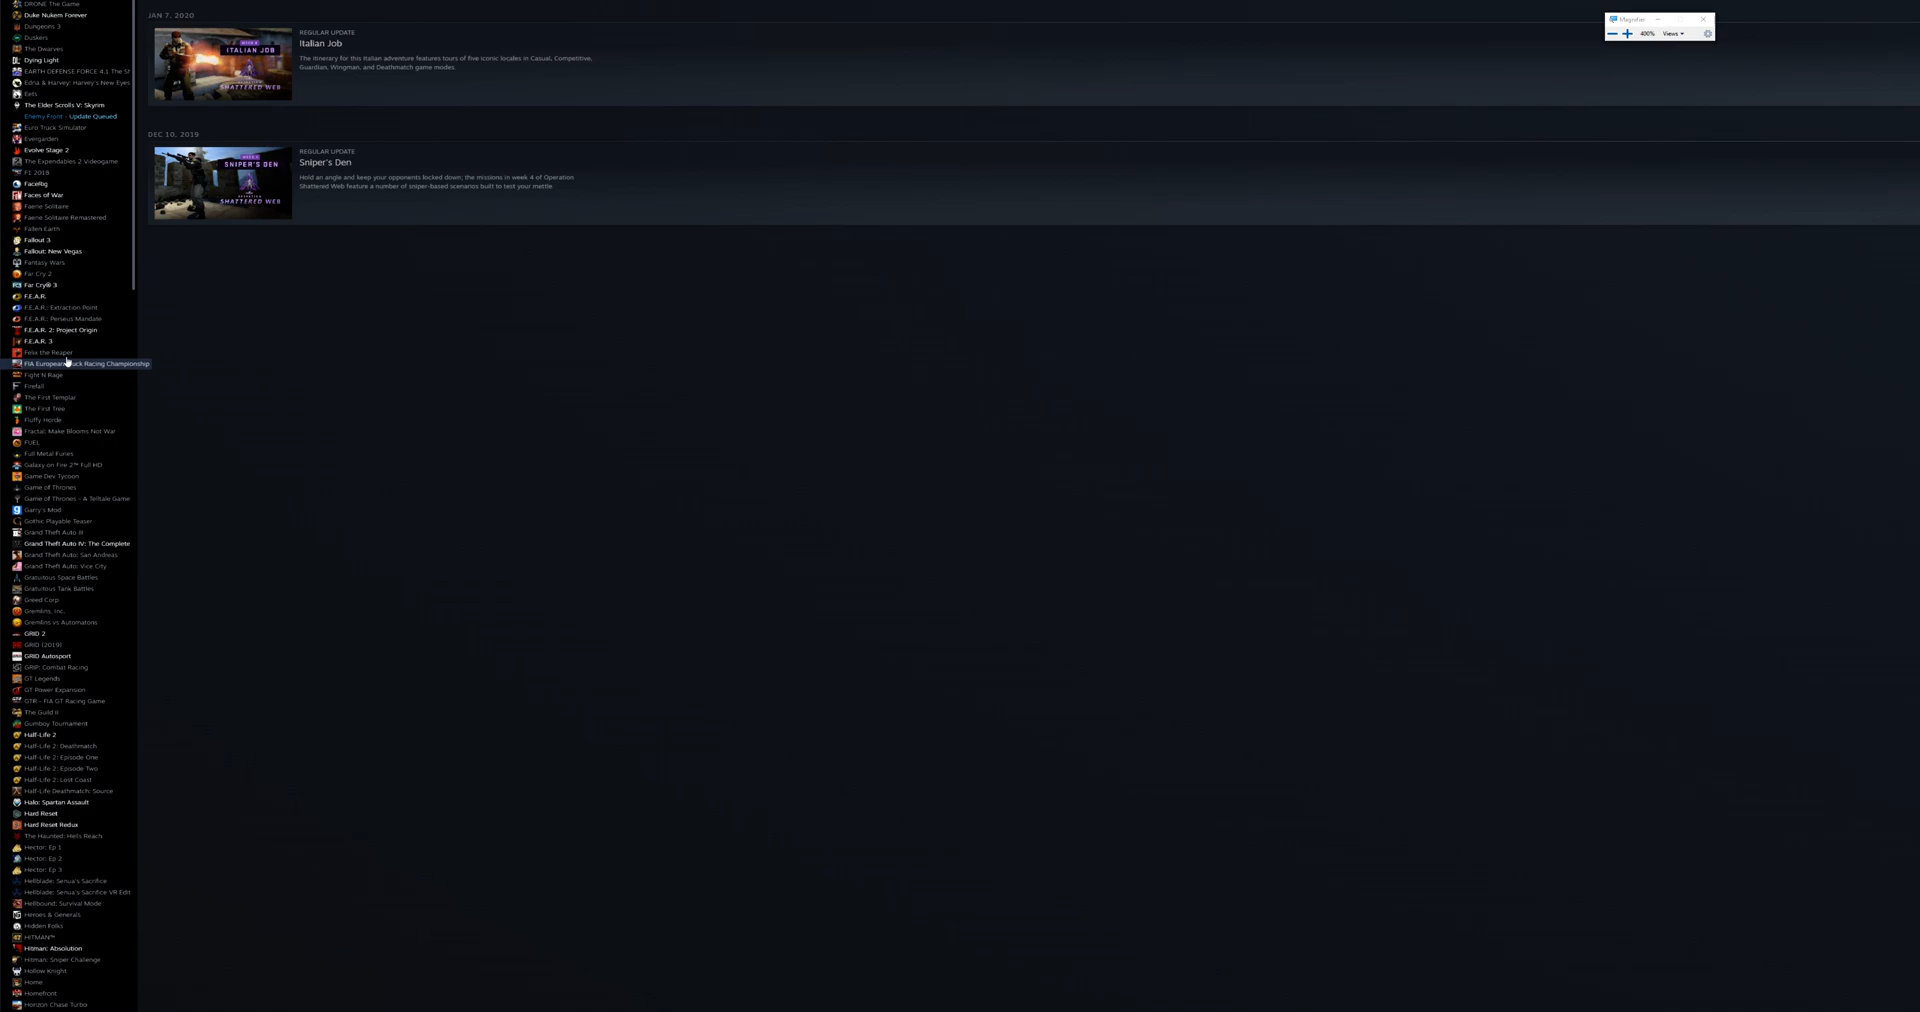 DRONE The Game
Duke Nukem Forever
Dungeons 3
Duskers
The Dwarves
Dying Light
EARTH DEFENSE FORCE 4.1 The Sh
Edna & Harvey: Harvey's New Eyes
Eets
The Elder Scrolls V: Skyrim
Enemy Front - Update Queued
Euro Truck Simulator
Evergarden
Evolve Stage 2
The Expendables 2 Videogame
F1 2018
FaceRig
Faces of War
Faerie Solitaire
Faerie Solitaire Remastered
Fallen Earth
Fallout 3
Fallout: New Vegas
Fantasy Wars
Far Cry 2
Far Cry® 3
F.E.A.R.
F.E.A.R.: Extraction Point
F.E.A.R.: Perseus Mandate
F.E.A.R. 2: Project Origin
F.E.A.R. 3
Felix the Reaper
FIA European Truck Racing Championship
Fight'N Rage
Firefall
The First Templar
The First Tree
Fluffy Horde
Fractal: Make Blooms Not War
FUEL
Full Metal Furies
Galaxy on Fire 2™ Full HD
Game Dev Tycoon
Game of Thrones
Game of Thrones - A Telltale Game
Garry's Mod
Gothic Playable Teaser
Grand Theft Auto III
Grand Theft Auto IV: The Complete
Grand Theft Auto: San Andreas
Grand Theft Auto: Vice City
Gratuitous Space Battles
Gratuitous Tank Battles
Greed Corp
Gremlins, Inc.
Gremlins vs Automatons
GRID 2
GRID (2019)
GRID Autosport
GRIP: Combat Racing
GT Legends
GT Power Expansion
GTR - FIA GT Racing Game
The Guild II
Gumboy Tournament
Half-Life 2
Half-Life 2: Deathmatch
Half-Life 2: Episode One
Half-Life 2: Episode Two
Half-Life 2: Lost Coast
Half-Life Deathmatch: Source
Halo: Spartan Assault
Hard Reset
Hard Reset Redux
The Haunted: Hells Reach
Hector: Ep 1
Hector: Ep 2
Hector: Ep 3
Hellblade: Senua's Sacrifice
Hellblade: Senua's Sacrifice VR Edit
Hellbound: Survival Mode
Heroes & Generals
Hidden Folks
HITMAN™
Hitman: Absolution
Hitman: Sniper Challenge
Hollow Knight
Home
Homefront
Horizon Chase Turbo
JAN 7, 2020
ITALIAN JOB
SHATTERED WEB
REGULAR UPDATE
Italian Job
The itinerary for this Italian adventure features tours of five iconic locales in Casual, Competitive,
Guardian, Wingman, and Deathmatch game modes.
DEC 10, 2019
SNIPER'S DEN
SHATTERED WEB
REGULAR UPDATE
Sniper's Den
Hold an angle and keep your opponents locked down; the missions in week 4 of Operation
Shattered Web feature a number of sniper-based scenarios built to test your mettle
Magnifier
400% Views